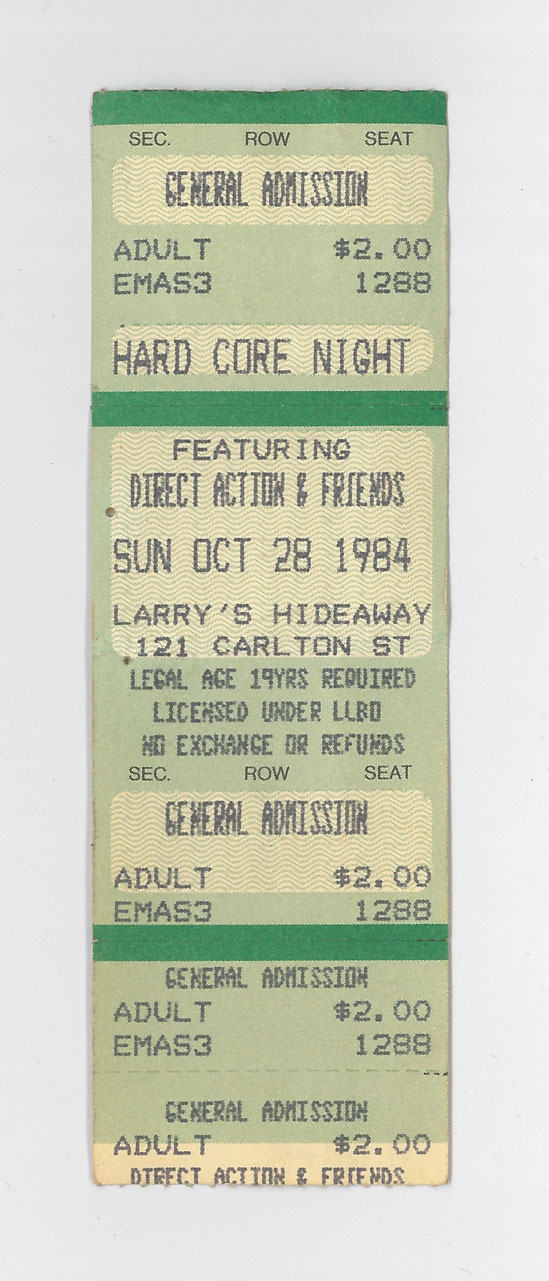 SEC. ROW SEAT
GENERAL ADMISSION
ADULT $2.00
EMAS3 1288
HARD CORE NIGHT
FEATURING
DIRECT ACTION & FRIENDS
SUN OCT 28 1984
LARRY'S HIDEAWAY
121 CARLTON ST
LEGAL AGE 19YRS REQUIRED
LICENSED UNDER LLBO
NO EXCHANGE OR REFUNDS
SEC. ROW SEAT
GENERAL ADMISSION
ADULT $2.00
EMAS3 1288
GENERAL ADMISSION
ADULT $2.00
EMAS3 1288
GENERAL ADMISSION
ADULT $2.00
DIRECT ACTION & FRIENDS